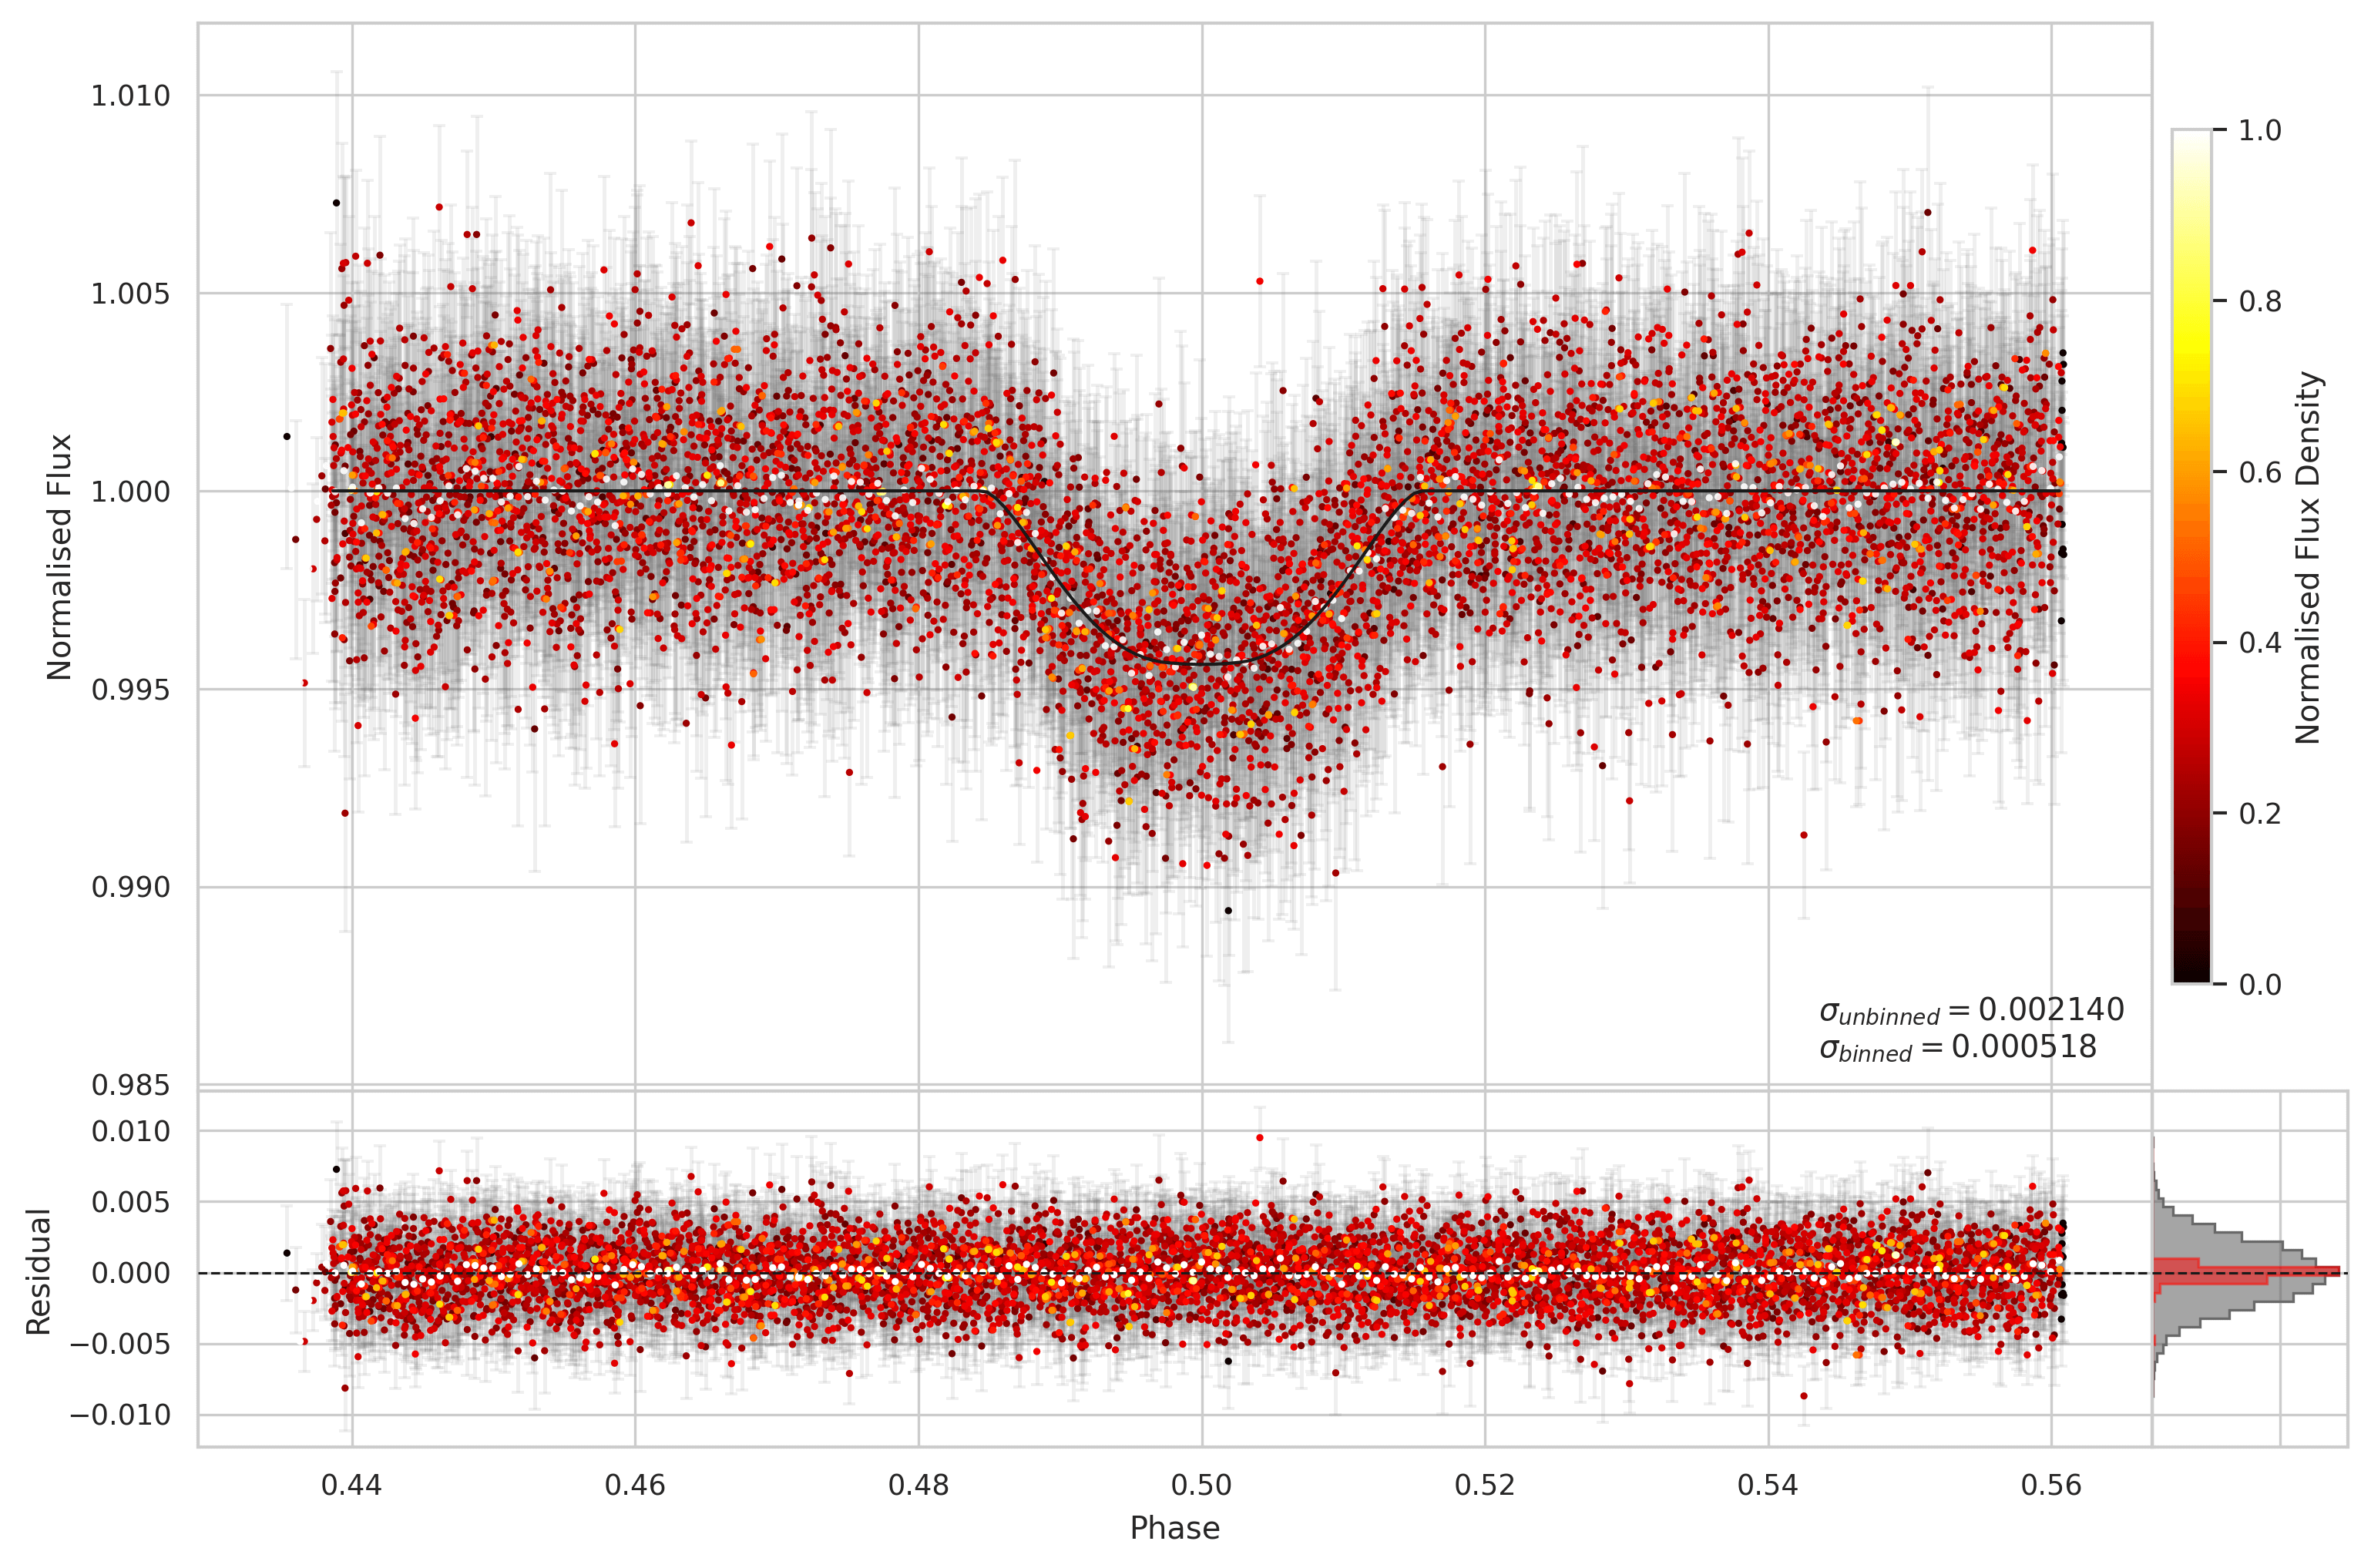 1.010
1.005
1.000
0.995
0.990
0.985
Normalised Flux
σunbinned = 0.002140
σbinned = 0.000518
1.0
0.8
0.6
0.4
0.2
0.0
Normalised Flux Density
0.010
0.005
0.000
−0.005
−0.010
Residual
0.44 0.46 0.48 0.50 0.52 0.54 0.56
Phase